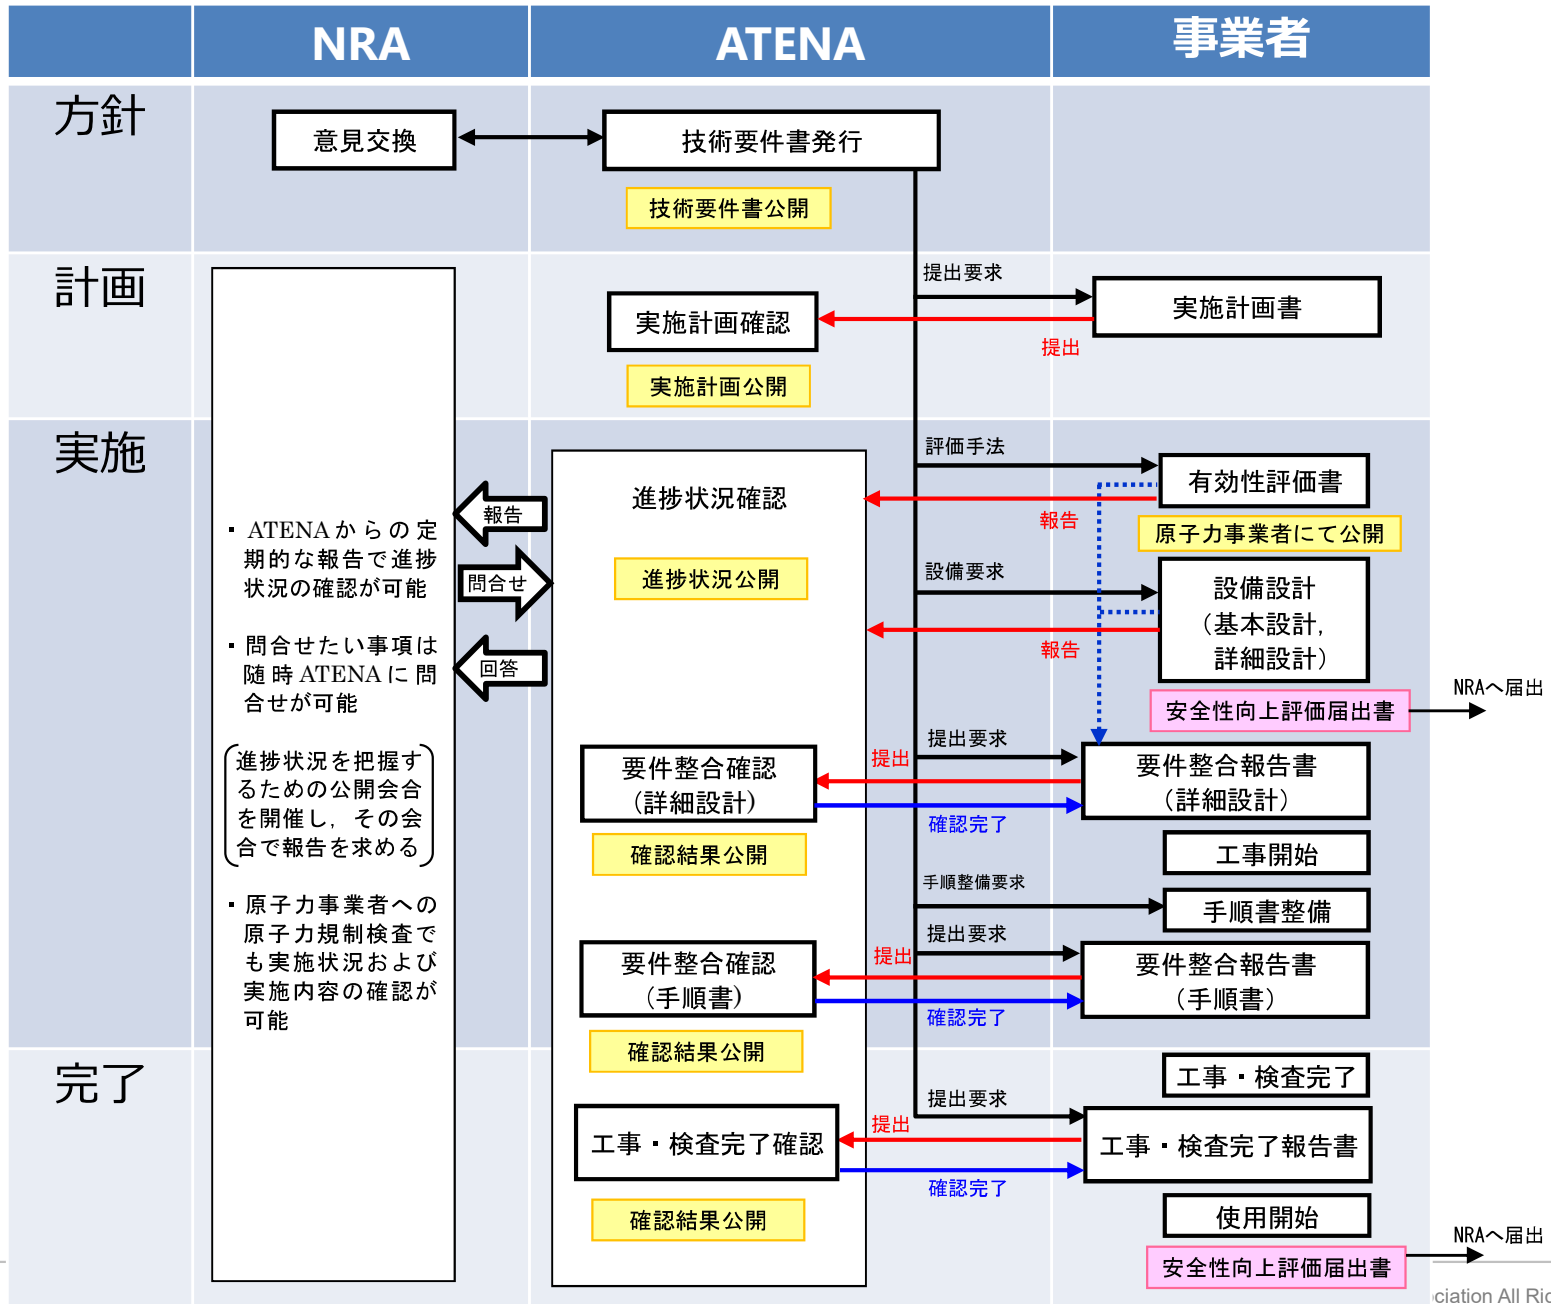 NRA
ATENA
事業者
方針
意見交換
技術要件書発行
技術要件書公開
計画
提出要求
実施計画書
実施計画確認
提出
実施計画公開
実施
評価手法
有効性評価書
進捗状況確認
報告
報告
原子力事業者にて公開
▪ ATENAからの定
期的な報告で進捗
状況の確認が可能
問合せ
進捗状況公開
設備要求
設備設計
（基本設計，
詳細設計）
報告
▪ 問合せたい事項は
随時ATENAに問
合せが可能
回答
安全性向上評価届出書
NRAへ届出
進捗状況を把握す
るための公開会合
を開催し，その会
合で報告を求める
提出要求
提出
要件整合確認
（詳細設計)
要件整合報告書
（詳細設計）
確認完了
確認結果公開
工事開始
▪ 原子力事業者への
原子力規制検査で
も実施状況および
実施内容の確認が
可能
手順整備要求
手順書整備
提出要求
提出
要件整合確認
（手順書)
要件整合報告書
（手順書）
確認完了
確認結果公開
完了
工事・検査完了
提出要求
提出
工事・検査完了確認
工事・検査完了報告書
確認完了
確認結果公開
使用開始
安全性向上評価届出書
NRAへ届出
ciation All Ric